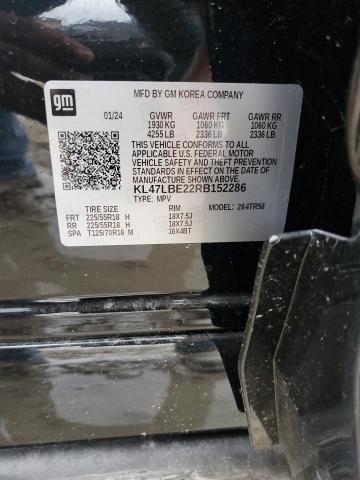 gm
MFD BY GM KOREA COMPANY
01/24 GVWR GAWR FRT GAWR RR
1930 KG 1060 KG 1060 KG
4255 LB 2336 LB 2336 LB
THIS VEHICLE CONFORMS TO ALL
APPLICABLE U.S. FEDERAL MOTOR
VEHICLE SAFETY AND THEFT PREVENTION
STANDARDS IN EFFECT ON THE DATE OF
MANUFACTURE SHOWN ABOVE.
KL47LBE22RB152286
TYPE: MPV MODEL: 264TR58
TIRE SIZE RIM
FRT 225/55R18 H 18X7.5J
RR 225/55R18 H 18X7.5J
SPA T125/70R16 M 16X4BT